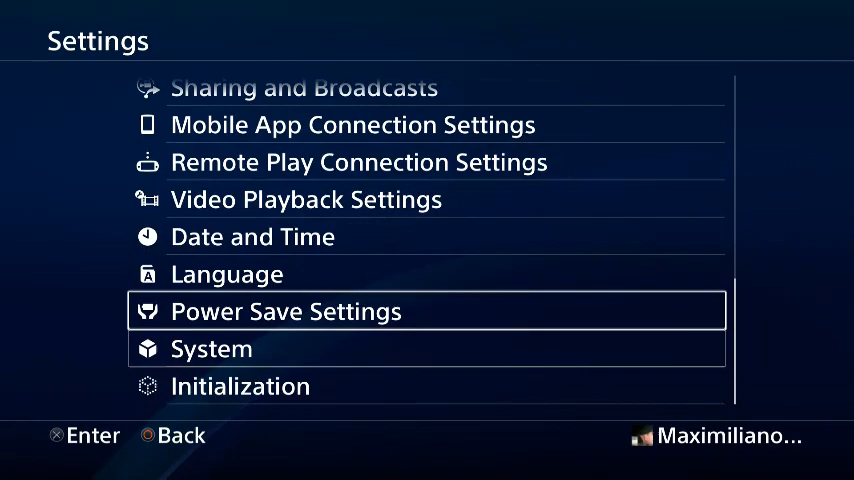 Settings
Sharing and Broadcasts
Mobile App Connection Settings
Remote Play Connection Settings
Video Playback Settings
Date and Time
Language
Power Save Settings
System
Initialization
Enter Back Maximiliano...